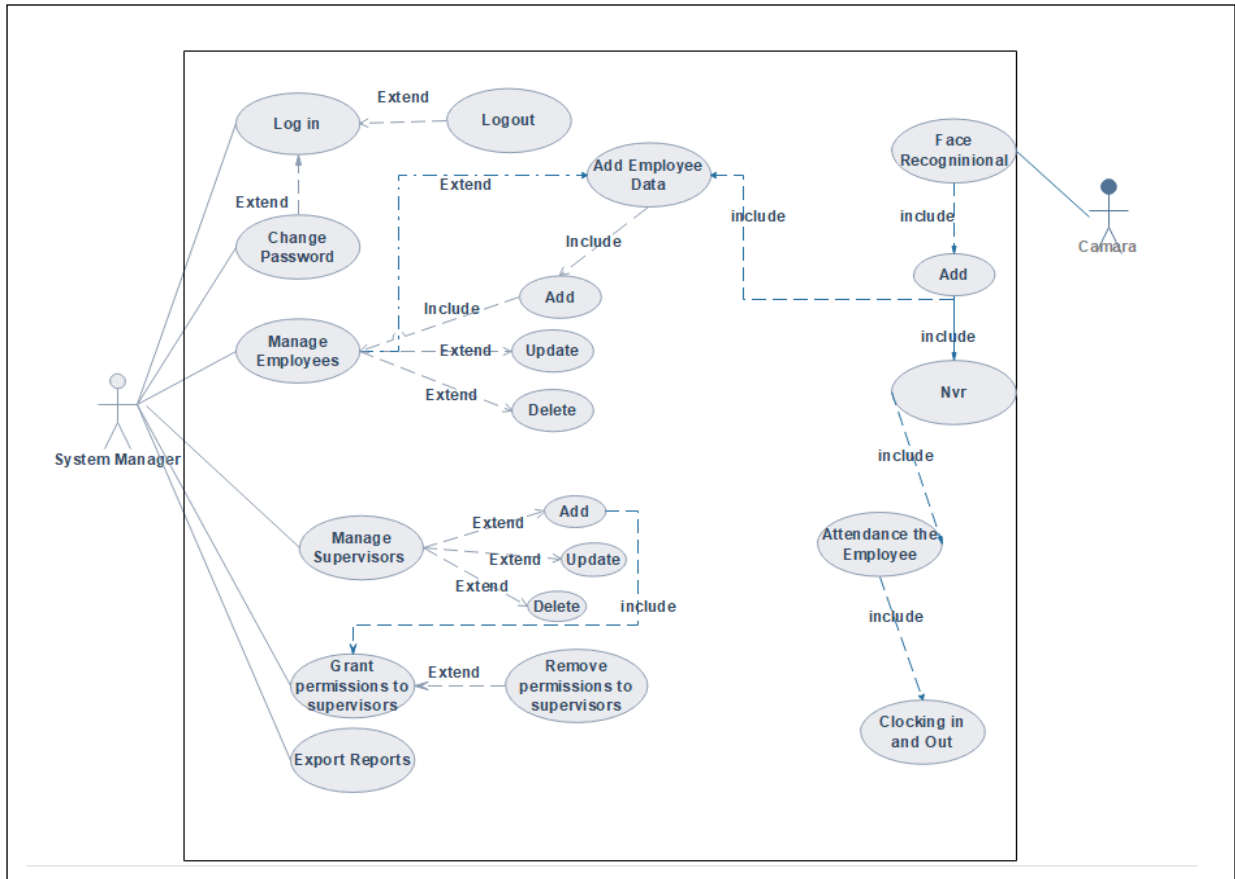 Extend
Log in
Logout
Face
Recogninional
Add Employee
Data
Extend
include
Extend
include
Change
Password
Include
Camara
Add
Add
Include
include
Manage
Employees
Extend
Update
Extend
Nvr
Delete
System Manager
include
Add
Extend
Manage
Supervisors
Extend
Update
Attendance the
Employee
Extend
Delete
include
include
Grant
permissions to
supervisors
Extend
Remove
permissions to
supervisors
Clocking in
and Out
Export Reports